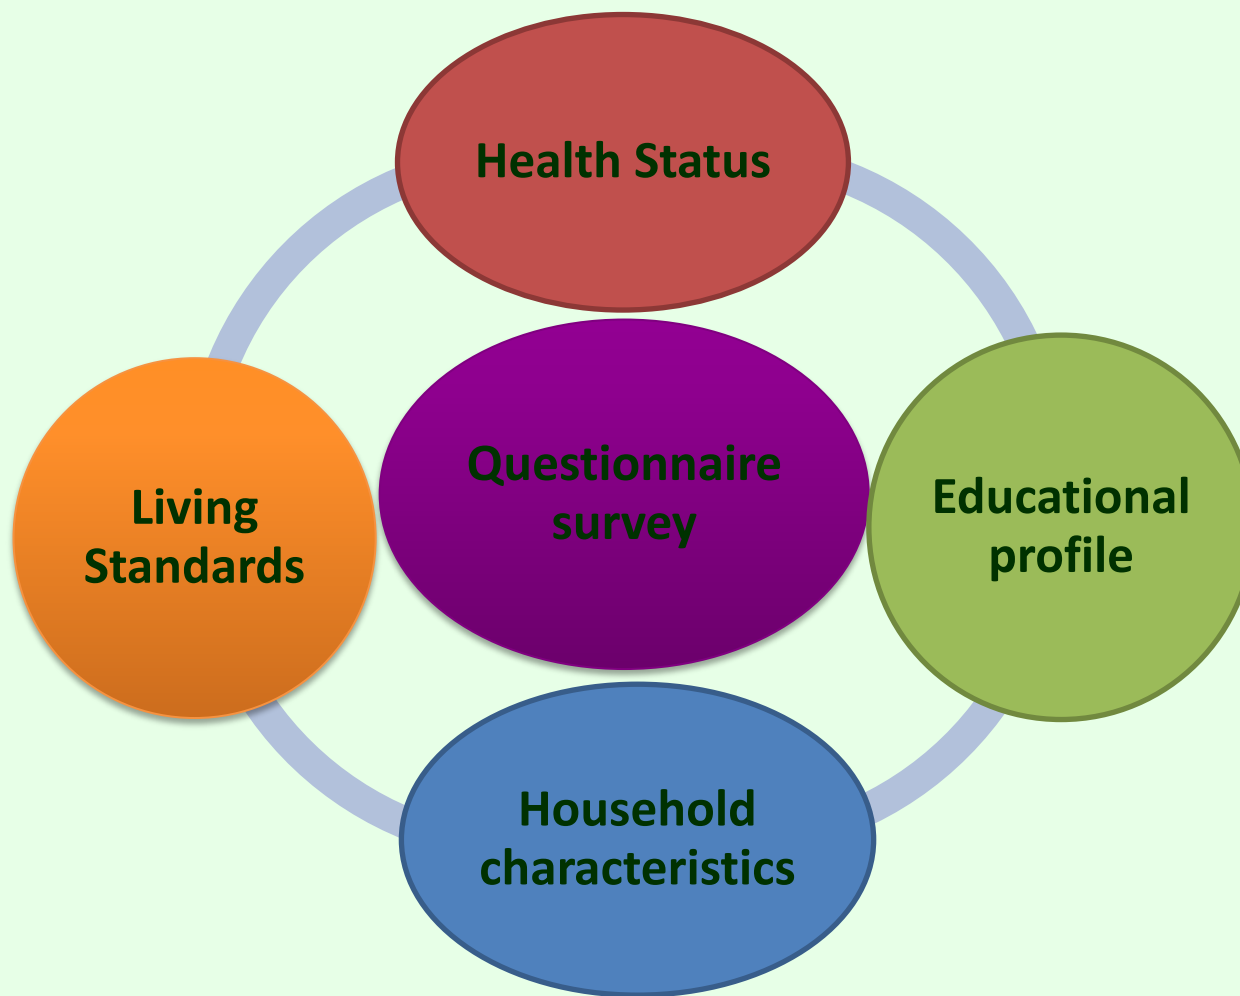 Health Status
Questionnaire
survey
Living
Standards
Educational
profile
Household
characteristics